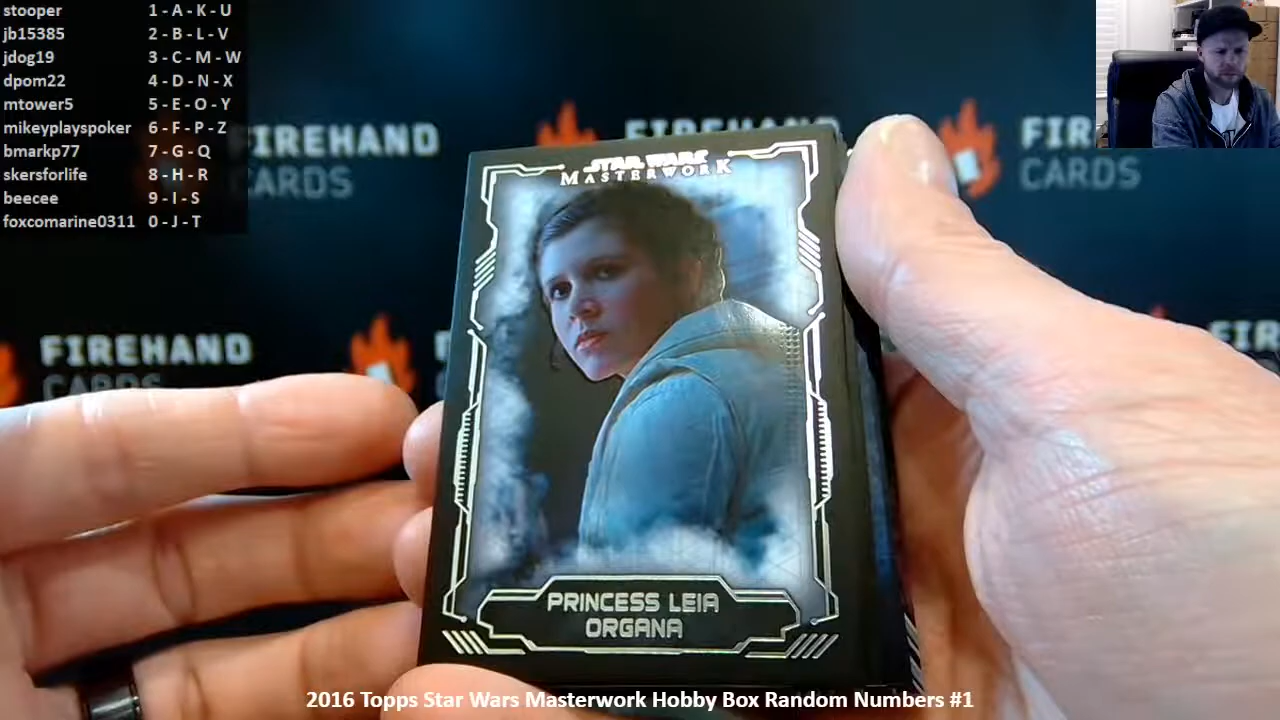 stooper 1 - A - K - U
jb15385 2 - B - L - V
jdog19 3 - C - M - W
dpom22 4 - D - N - X
mtower5 5 - E - O - Y
mikeyplayspoker 6 - F - P - Z
bmarkp77 7 - G - Q
skersforlife 8 - H - R
beecee 9 - I - S
foxcomarine0311 0 - J - T
FIREHAND
CARDS
FIREHAND
CARDS
FIR
CARDS
STAR WARS
MASTERWORK
PRINCESS LEIA
ORGANA
2016 Topps Star Wars Masterwork Hobby Box Random Numbers #1